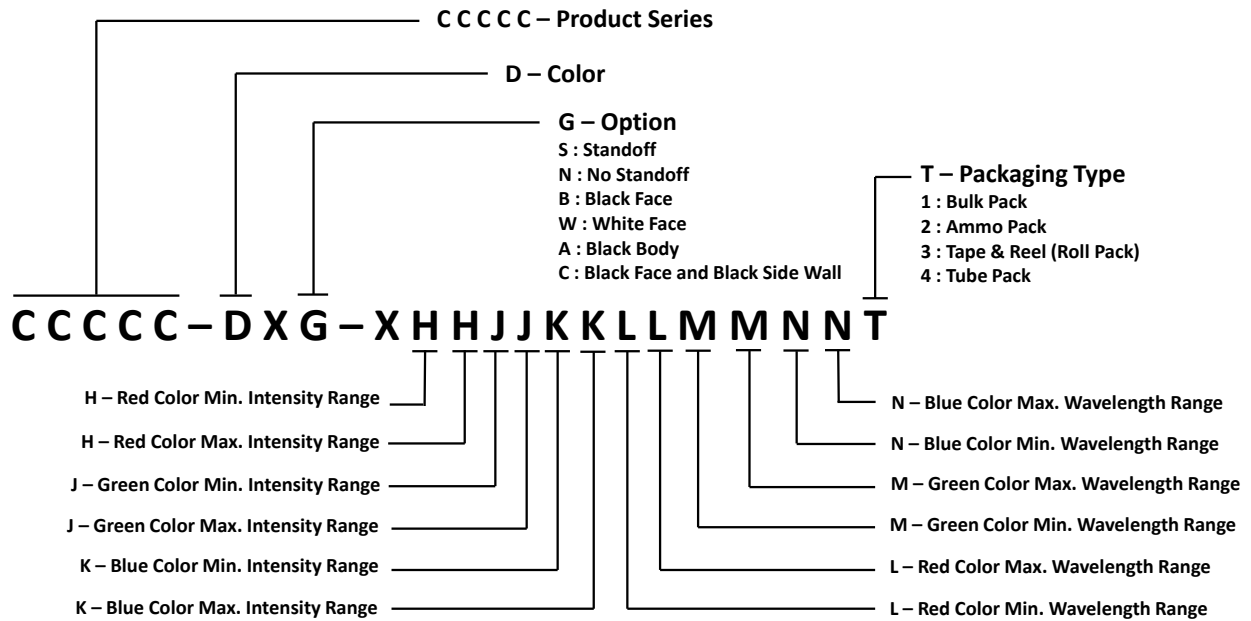 C C C C C – Product Series
D – Color
G – Option
S : Standoff
N : No Standoff
B : Black Face
W : White Face
A : Black Body
C : Black Face and Black Side Wall
T – Packaging Type
1 : Bulk Pack
2 : Ammo Pack
3 : Tape & Reel (Roll Pack)
4 : Tube Pack
C C C C C – D X G – X H H J J K K L L M M N N T
H – Red Color Min. Intensity Range
H – Red Color Max. Intensity Range
J – Green Color Min. Intensity Range
J – Green Color Max. Intensity Range
K – Blue Color Min. Intensity Range
K – Blue Color Max. Intensity Range
N – Blue Color Max. Wavelength Range
N – Blue Color Min. Wavelength Range
M – Green Color Max. Wavelength Range
M – Green Color Min. Wavelength Range
L – Red Color Max. Wavelength Range
L – Red Color Min. Wavelength Range